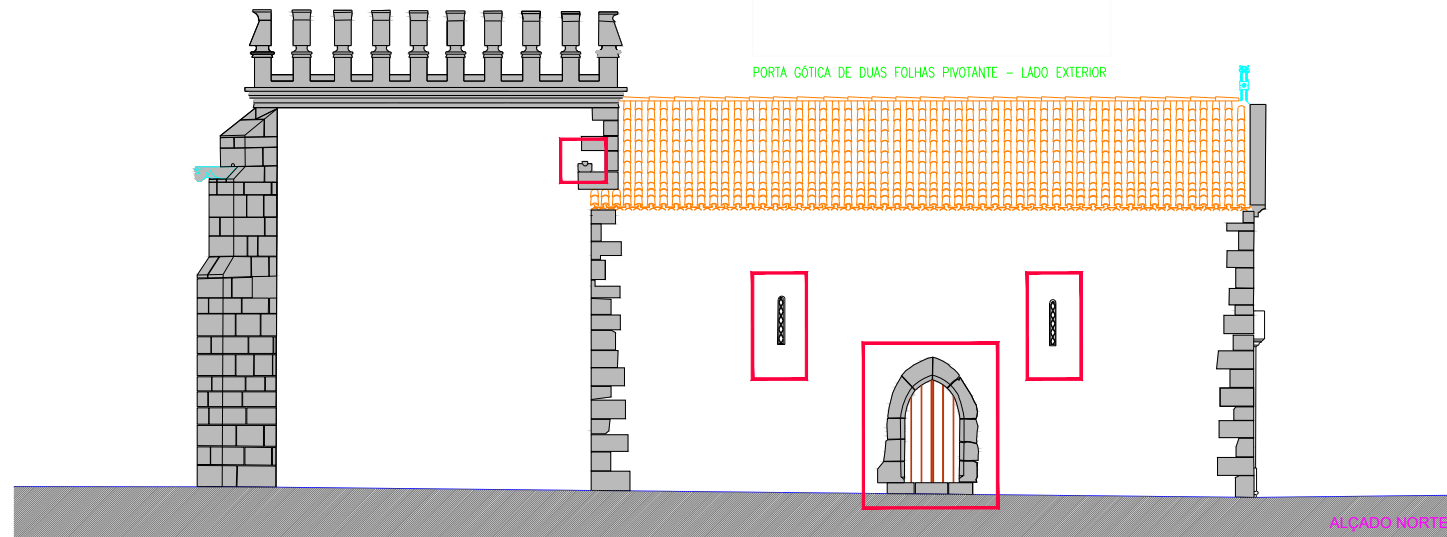 PORTA GÓTICA DE DUAS FOLHAS PIVOTANTE - LADO EXTERIOR
ALÇADO NORTE